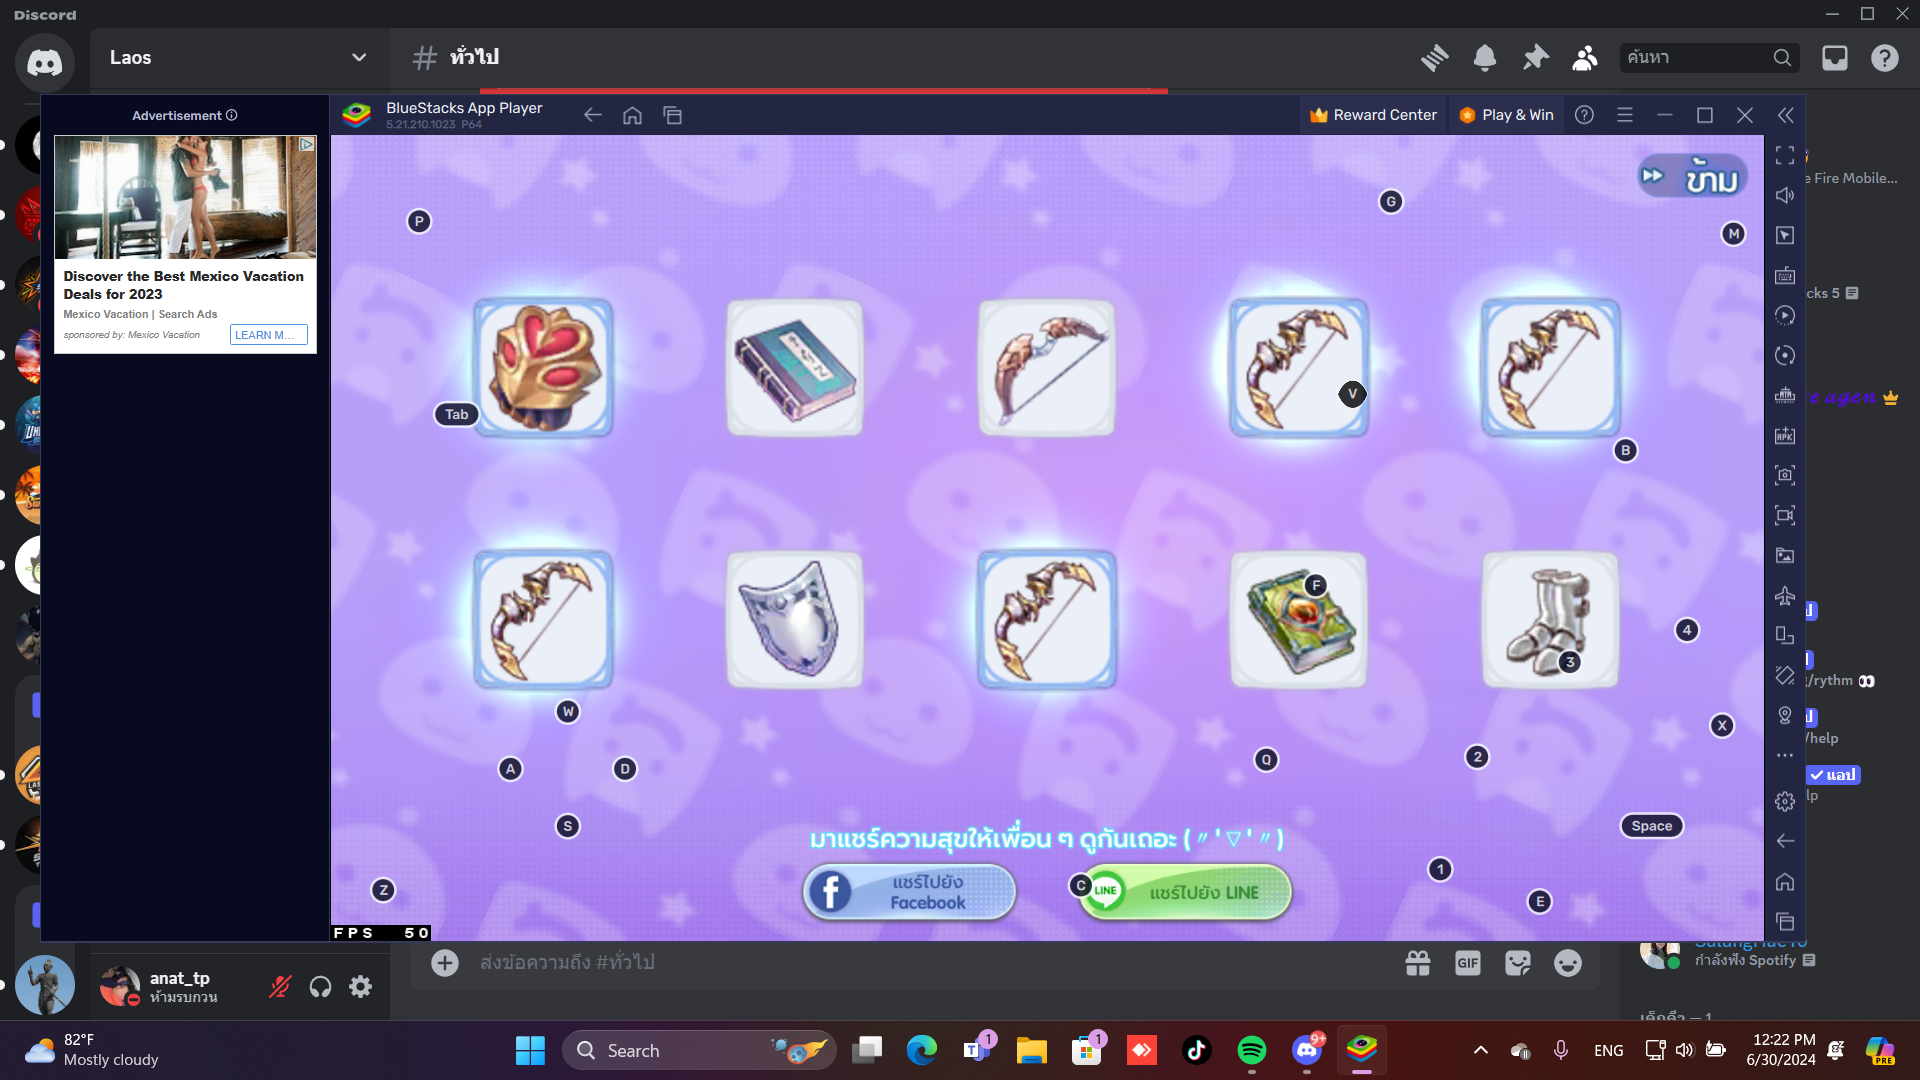 Discord
Laos
ทั่วไป
ค้นหา
Advertisement
BlueStacks App Player
5.21.210.1023 P64
Reward Center
Play & Win
Discover the Best Mexico Vacation
Deals for 2023
Mexico Vacation | Search Ads
sponsored by: Mexico Vacation
LEARN M...
ข้าม
e Fire Mobile...
P
G
M
cks 5
Tab
V
B
e agen
F
3
4
W
A
D
Q
2
X
/rythm
/help
แอป
lp
S
Space
มาแชร์ความสุขให้เพื่อน ๆ ดูกันเถอะ (〃'▽'〃)
Z
แชร์ไปยัง
Facebook
C
LINE
แชร์ไปยัง LINE
1
E
FPS 50
ส่งข้อความถึง #ทั่วไป
GIF
กำลังฟัง Spotify
anat_tp
ห้ามรบกวน
82°F
Mostly cloudy
Search
1
1
9+
ENG
12:22 PM
6/30/2024
PRE